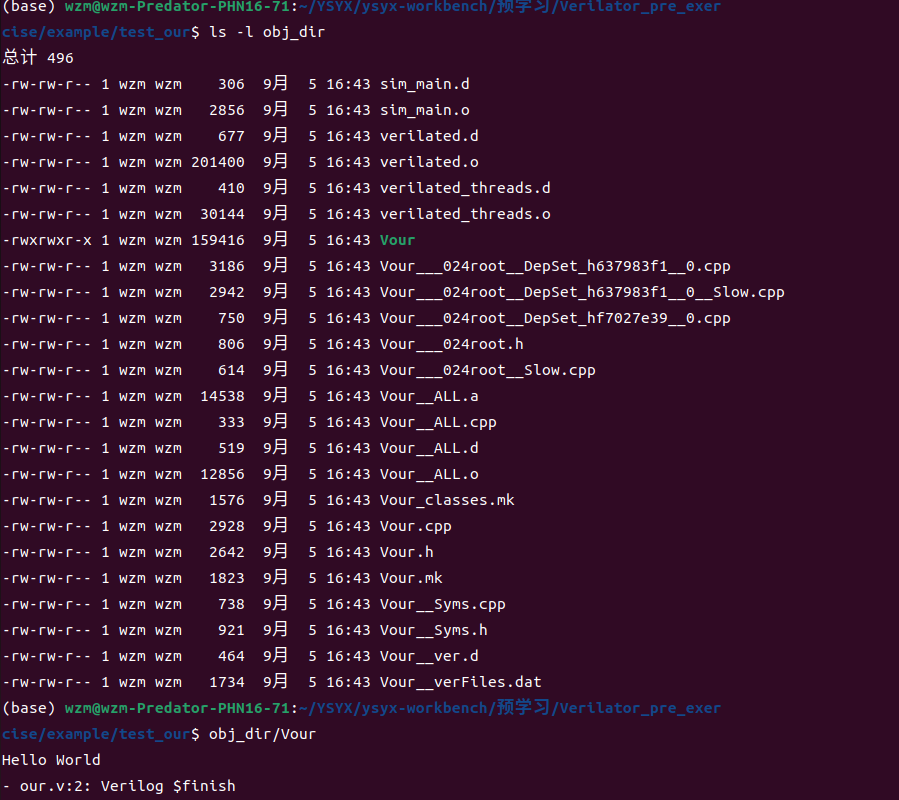 (base) wzm@wzm-Predator-PHN16-71:~/YSYX/ysyx-workbench/预学习/Verilator_pre_exer
cise/example/test_our$ ls -l obj_dir
总计 496
-rw-rw-r-- 1 wzm wzm    306  9月   5 16:43 sim_main.d
-rw-rw-r-- 1 wzm wzm   2856  9月   5 16:43 sim_main.o
-rw-rw-r-- 1 wzm wzm    677  9月   5 16:43 verilated.d
-rw-rw-r-- 1 wzm wzm 201400  9月   5 16:43 verilated.o
-rw-rw-r-- 1 wzm wzm    410  9月   5 16:43 verilated_threads.d
-rw-rw-r-- 1 wzm wzm  30144  9月   5 16:43 verilated_threads.o
-rwxrwxr-x 1 wzm wzm 159416  9月   5 16:43 Vour
-rw-rw-r-- 1 wzm wzm   3186  9月   5 16:43 Vour___024root__DepSet_h637983f1__0.cpp
-rw-rw-r-- 1 wzm wzm   2942  9月   5 16:43 Vour___024root__DepSet_h637983f1__0__Slow.cpp
-rw-rw-r-- 1 wzm wzm    750  9月   5 16:43 Vour___024root__DepSet_hf7027e39__0.cpp
-rw-rw-r-- 1 wzm wzm    806  9月   5 16:43 Vour___024root.h
-rw-rw-r-- 1 wzm wzm    614  9月   5 16:43 Vour___024root__Slow.cpp
-rw-rw-r-- 1 wzm wzm  14538  9月   5 16:43 Vour__ALL.a
-rw-rw-r-- 1 wzm wzm    333  9月   5 16:43 Vour__ALL.cpp
-rw-rw-r-- 1 wzm wzm    519  9月   5 16:43 Vour__ALL.d
-rw-rw-r-- 1 wzm wzm  12856  9月   5 16:43 Vour__ALL.o
-rw-rw-r-- 1 wzm wzm   1576  9月   5 16:43 Vour_classes.mk
-rw-rw-r-- 1 wzm wzm   2928  9月   5 16:43 Vour.cpp
-rw-rw-r-- 1 wzm wzm   2642  9月   5 16:43 Vour.h
-rw-rw-r-- 1 wzm wzm   1823  9月   5 16:43 Vour.mk
-rw-rw-r-- 1 wzm wzm    738  9月   5 16:43 Vour__Syms.cpp
-rw-rw-r-- 1 wzm wzm    921  9月   5 16:43 Vour__Syms.h
-rw-rw-r-- 1 wzm wzm    464  9月   5 16:43 Vour__ver.d
-rw-rw-r-- 1 wzm wzm   1734  9月   5 16:43 Vour__verFiles.dat
(base) wzm@wzm-Predator-PHN16-71:~/YSYX/ysyx-workbench/预学习/Verilator_pre_exer
cise/example/test_our$ obj_dir/Vour
Hello World
- our.v:2: Verilog $finish